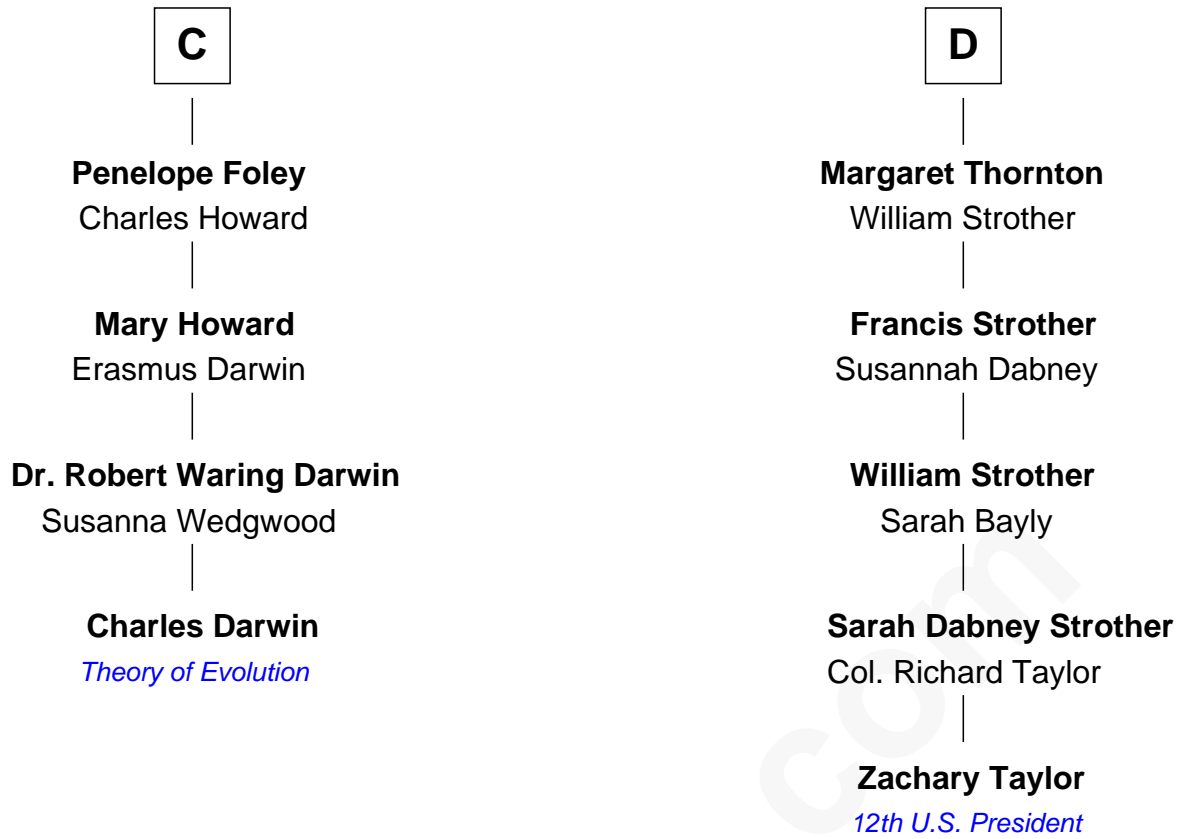 C
Penelope Foley
Charles Howard
Mary Howard
Erasmus Darwin
Dr. Robert Waring Darwin
Susanna Wedgwood
Charles Darwin
Theory of Evolution
D
Margaret Thornton
William Strother
Francis Strother
Susannah Dabney
William Strother
Sarah Bayly
Sarah Dabney Strother
Col. Richard Taylor
Zachary Taylor
12th U.S. President
com